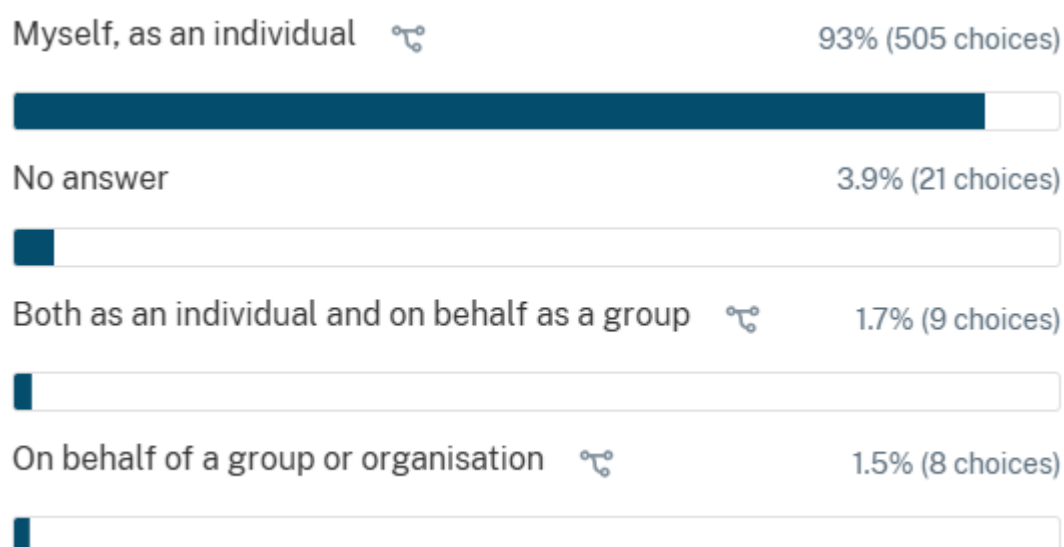 Myself, as an individual 93% (505 choices)
No answer 3.9% (21 choices)
Both as an individual and on behalf as a group 1.7% (9 choices)
On behalf of a group or organisation 1.5% (8 choices)